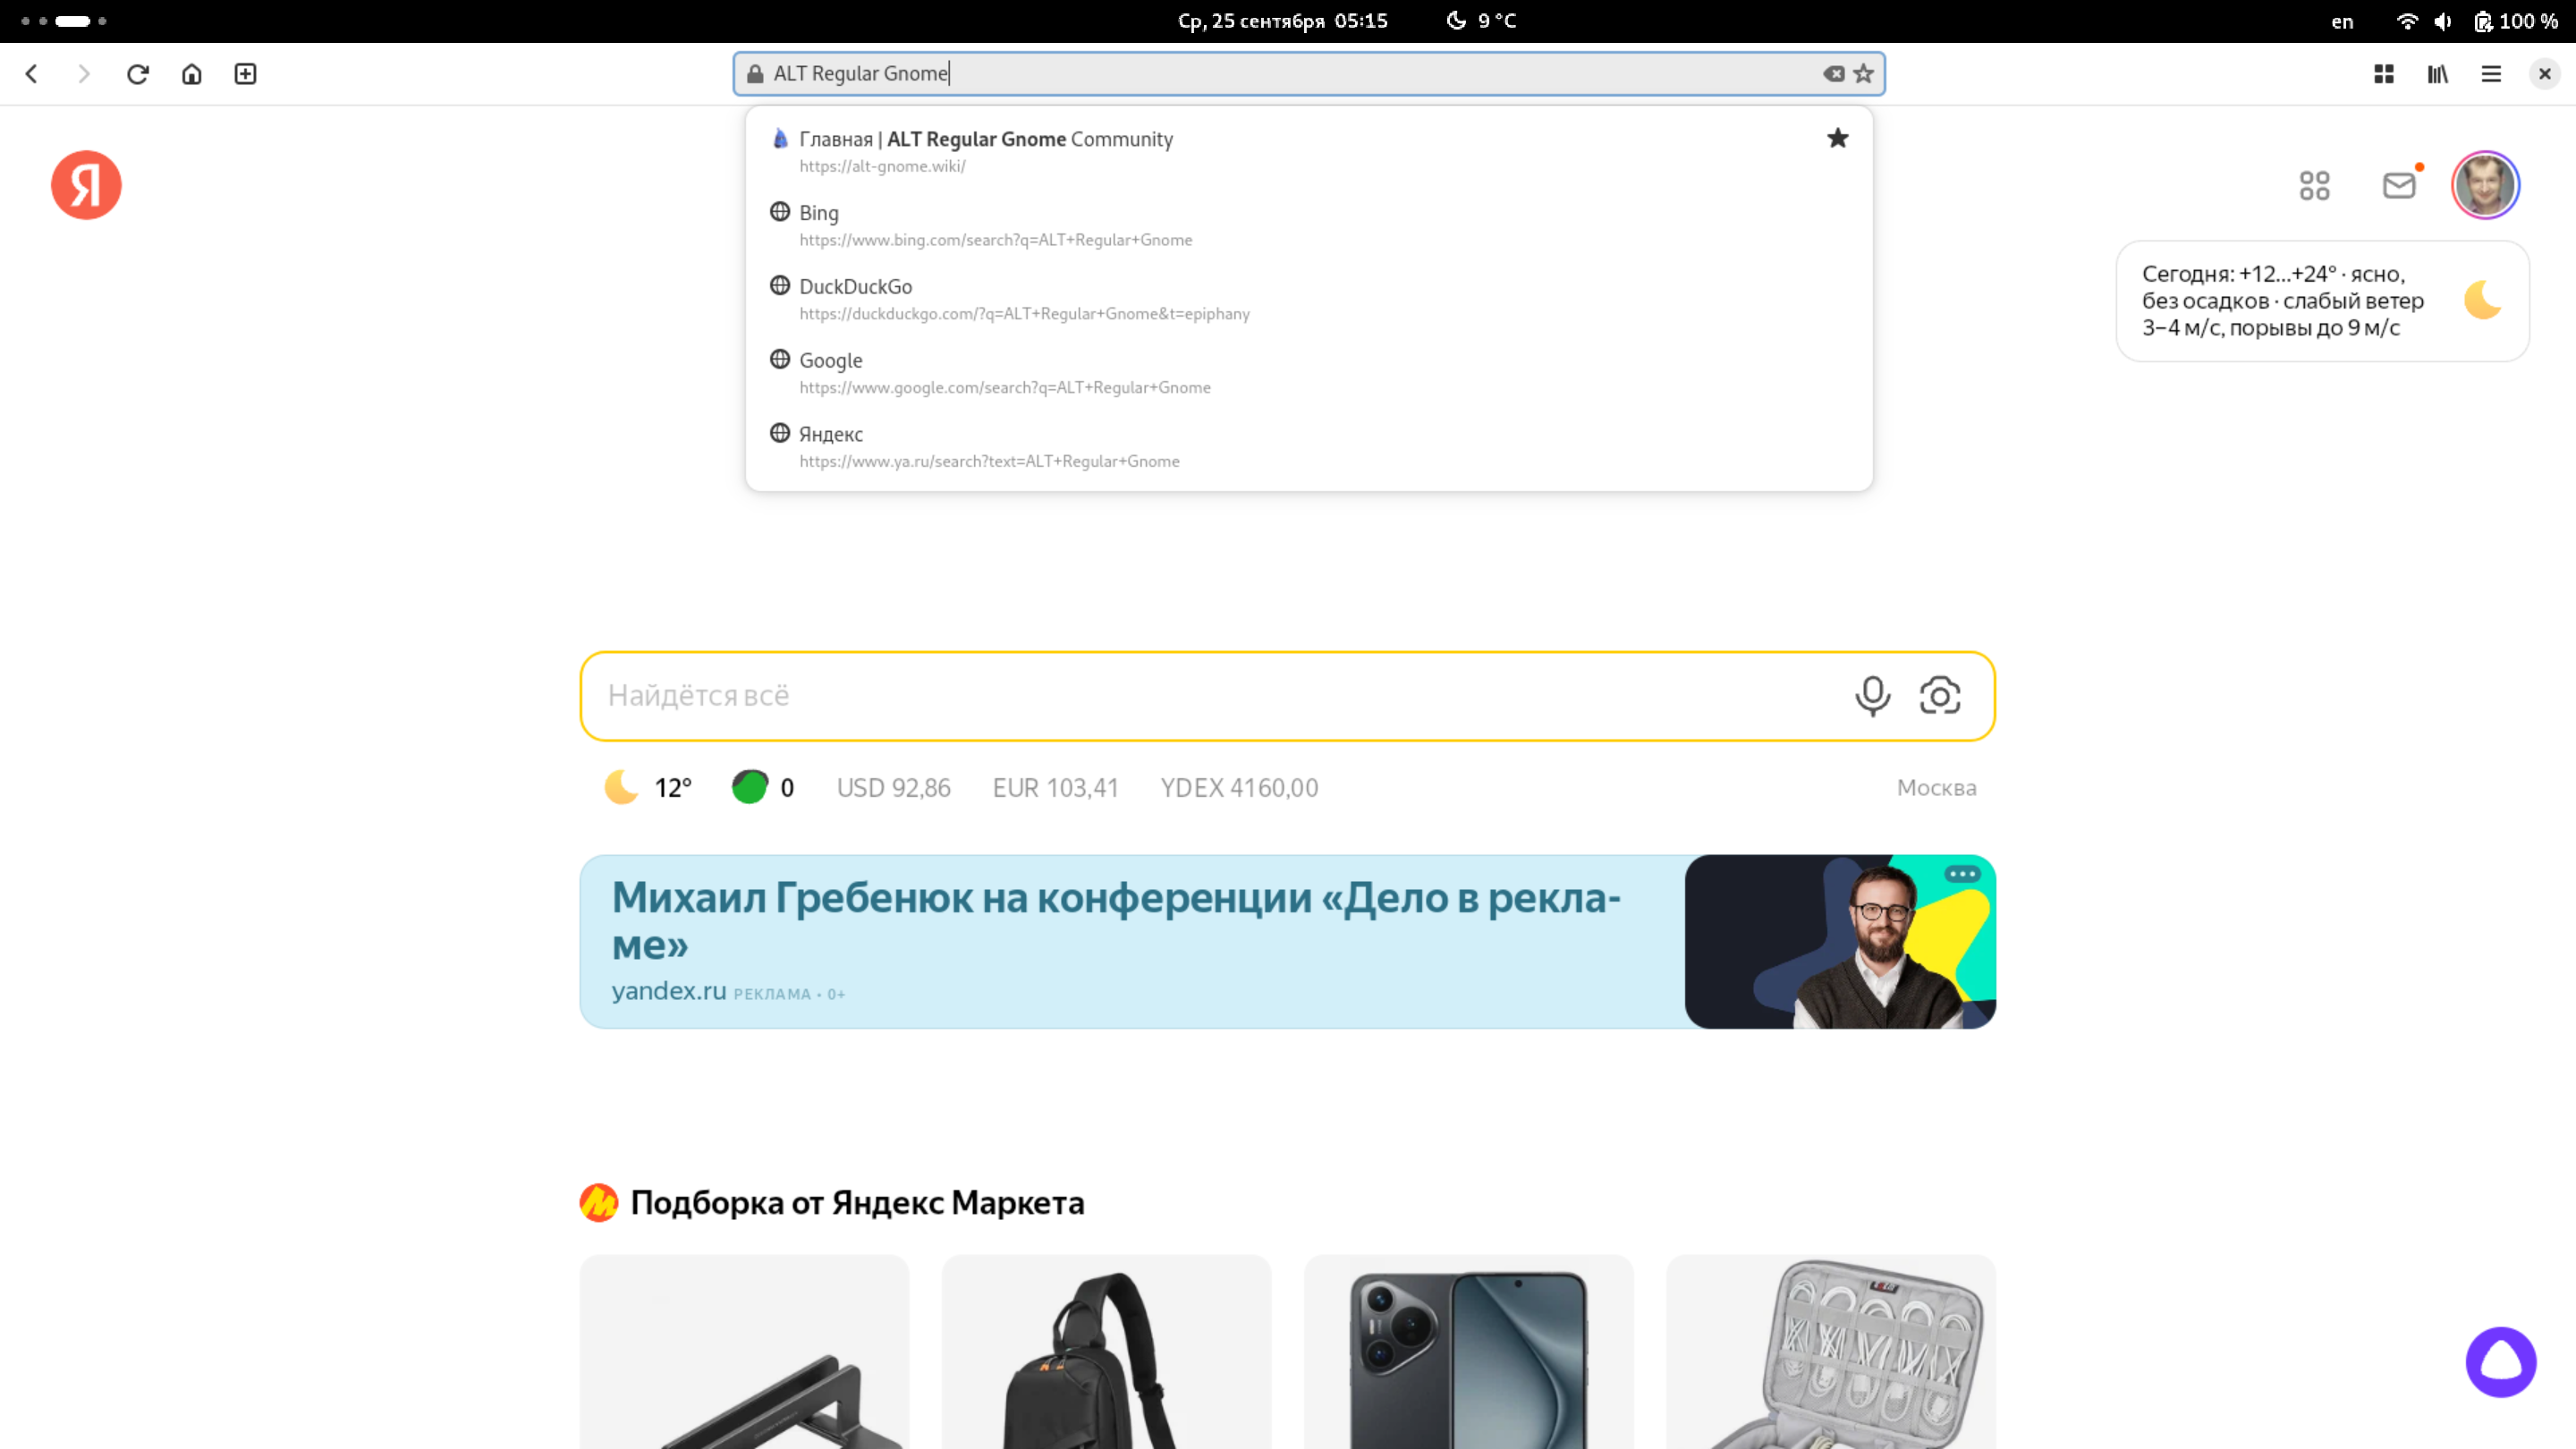 Ср, 25 сентября 05:15
9 °C
en
100 %
ALT Regular Gnome
Главная | ALT Regular Gnome Community
https://alt-gnome.wiki/
Bing
https://www.bing.com/search?q=ALT+Regular+Gnome
DuckDuckGo
https://duckduckgo.com/?q=ALT+Regular+Gnome&t=epiphany
Google
https://www.google.com/search?q=ALT+Regular+Gnome
Яндекс
https://www.ya.ru/search?text=ALT+Regular+Gnome
Я
Сегодня: +12...+24° · ясно,
без осадков · слабый ветер
3–4 м/с, порывы до 9 м/с
Найдётся всё
12°
0
USD 92,86
EUR 103,41
YDEX 4160,00
Москва
Михаил Гребенюк на конференции «Дело в рекла-
ме»
yandex.ru РЕКЛАМА • 0+
Подборка от Яндекс Маркета